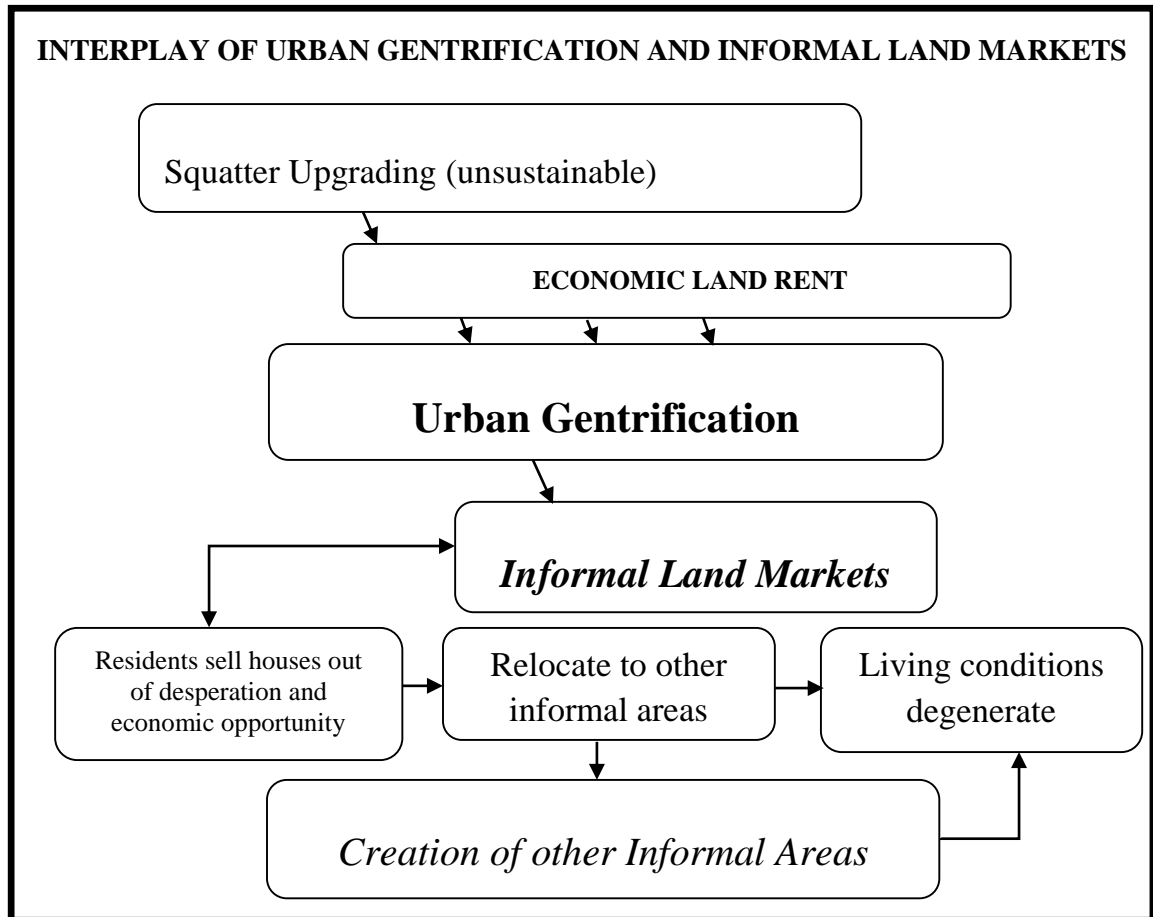 INTERPLAY OF URBAN GENTRIFICATION AND INFORMAL LAND MARKETS
Squatter Upgrading (unsustainable)
ECONOMIC LAND RENT
Urban Gentrification
Informal Land Markets
Residents sell houses out
of desperation and
economic opportunity
Relocate to other
informal areas
Living conditions
degenerate
Creation of other Informal Areas